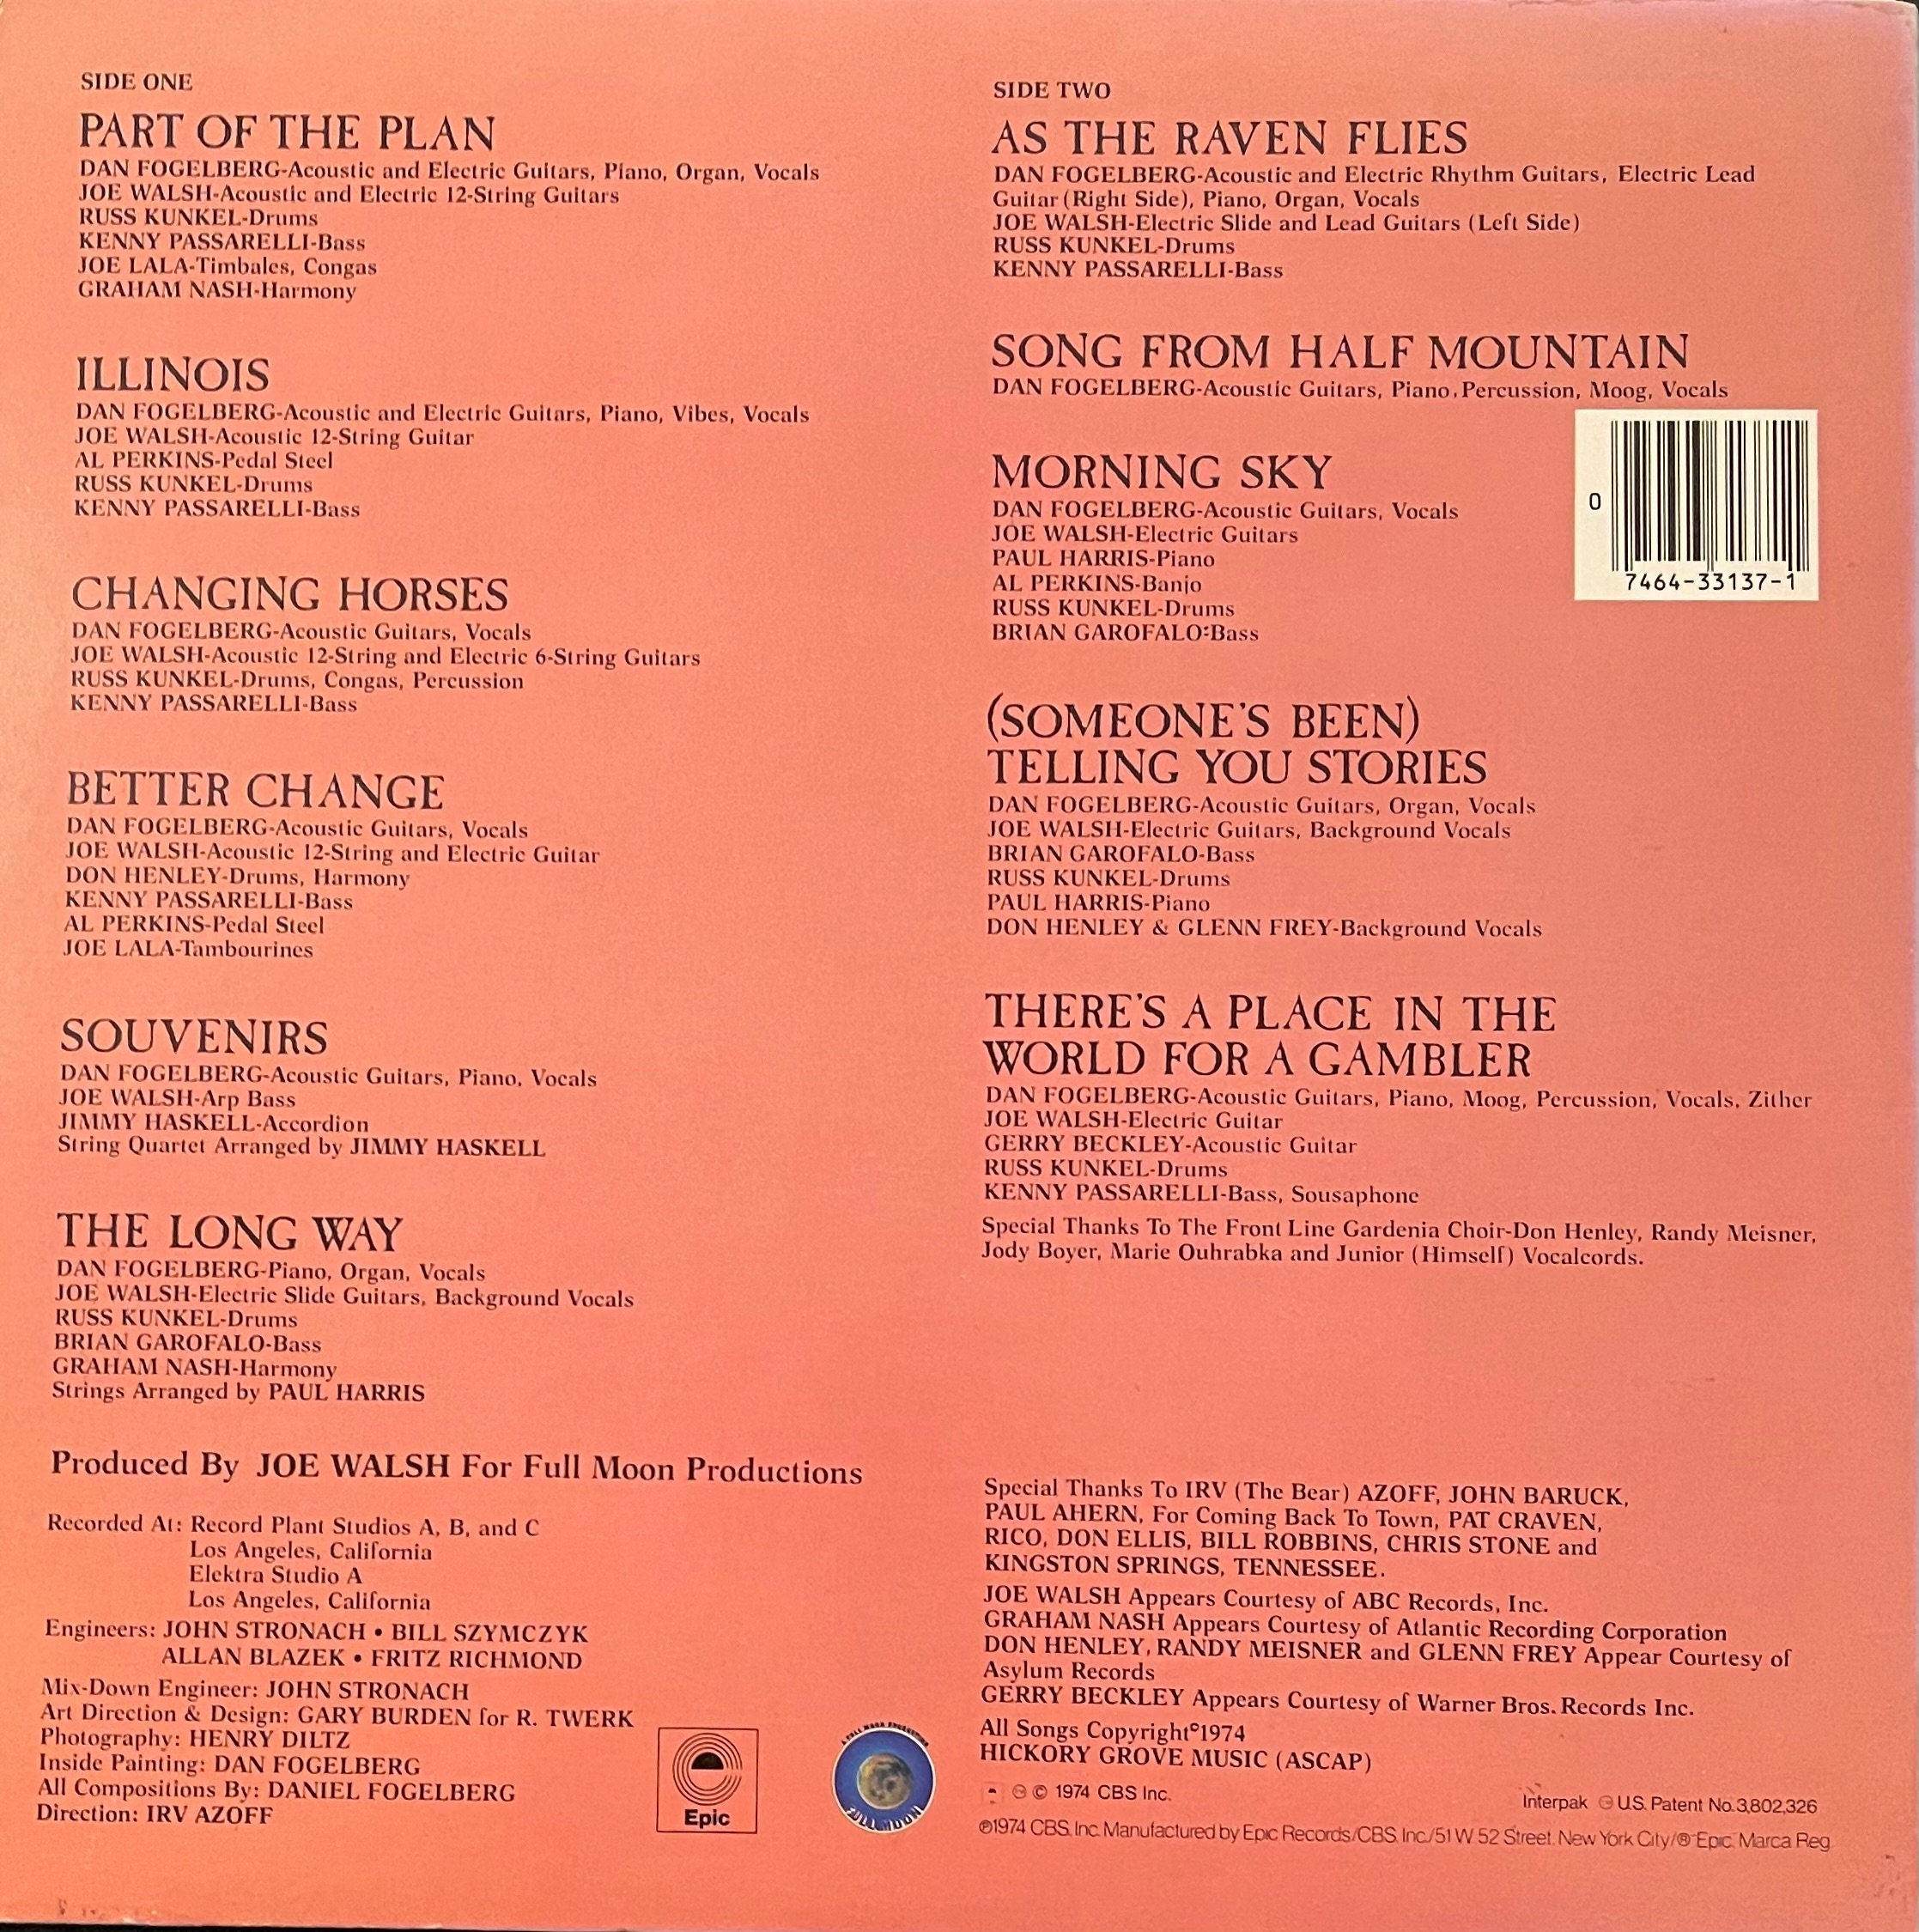 SIDE ONE
PART OF THE PLAN
DAN FOGELBERG-Acoustic and Electric Guitars, Piano, Organ, Vocals
JOE WALSH-Acoustic and Electric 12-String Guitars
RUSS KUNKEL-Drums
KENNY PASSARELLI-Bass
JOE LALA-Timbales, Congas
GRAHAM NASH-Harmony
ILLINOIS
DAN FOGELBERG-Acoustic and Electric Guitars, Piano, Vibes, Vocals
JOE WALSH-Acoustic 12-String Guitar
AL PERKINS-Pedal Steel
RUSS KUNKEL-Drums
KENNY PASSARELLI-Bass
CHANGING HORSES
DAN FOGELBERG-Acoustic Guitars, Vocals
JOE WALSH-Acoustic 12-String and Electric 6-String Guitars
RUSS KUNKEL-Drums, Congas, Percussion
KENNY PASSARELLI-Bass
BETTER CHANGE
DAN FOGELBERG-Acoustic Guitars, Vocals
JOE WALSH-Acoustic 12-String and Electric Guitar
DON HENLEY-Drums, Harmony
KENNY PASSARELLI-Bass
AL PERKINS-Pedal Steel
JOE LALA-Tambourines
SOUVENIRS
DAN FOGELBERG-Acoustic Guitars, Piano, Vocals
JOE WALSH-Arp Bass
JIMMY HASKELL-Accordion
String Quartet Arranged by JIMMY HASKELL
THE LONG WAY
DAN FOGELBERG-Piano, Organ, Vocals
JOE WALSH-Electric Slide Guitars, Background Vocals
RUSS KUNKEL-Drums
BRIAN GAROFALO-Bass
GRAHAM NASH-Harmony
Strings Arranged by PAUL HARRIS
Produced By JOE WALSH For Full Moon Productions
Recorded At: Record Plant Studios A, B, and C
Los Angeles, California
Elektra Studio A
Los Angeles, California
Engineers: JOHN STRONACH • BILL SZYMCZYK
ALLAN BLAZEK • FRITZ RICHMOND
Mix-Down Engineer: JOHN STRONACH
Art Direction & Design: GARY BURDEN for R. TWERK
Photography: HENRY DILTZ
Inside Painting: DAN FOGELBERG
All Compositions By: DANIEL FOGELBERG
Direction: IRV AZOFF
Epic
A FULL MOON PRODUCTION
FULL MOON
SIDE TWO
AS THE RAVEN FLIES
DAN FOGELBERG-Acoustic and Electric Rhythm Guitars, Electric Lead
Guitar (Right Side), Piano, Organ, Vocals
JOE WALSH-Electric Slide and Lead Guitars (Left Side)
RUSS KUNKEL-Drums
KENNY PASSARELLI-Bass
SONG FROM HALF MOUNTAIN
DAN FOGELBERG-Acoustic Guitars, Piano, Percussion, Moog, Vocals
0 7464-33137-1
MORNING SKY
DAN FOGELBERG-Acoustic Guitars, Vocals
JOE WALSH-Electric Guitars
PAUL HARRIS-Piano
AL PERKINS-Banjo
RUSS KUNKEL-Drums
BRIAN GAROFALO-Bass
(SOMEONE'S BEEN)
TELLING YOU STORIES
DAN FOGELBERG-Acoustic Guitars, Organ, Vocals
JOE WALSH-Electric Guitars, Background Vocals
BRIAN GAROFALO-Bass
RUSS KUNKEL-Drums
PAUL HARRIS-Piano
DON HENLEY & GLENN FREY-Background Vocals
THERE'S A PLACE IN THE
WORLD FOR A GAMBLER
DAN FOGELBERG-Acoustic Guitars, Piano, Moog, Percussion, Vocals, Zither
JOE WALSH-Electric Guitar
GERRY BECKLEY-Acoustic Guitar
RUSS KUNKEL-Drums
KENNY PASSARELLI-Bass, Sousaphone
Special Thanks To The Front Line Gardenia Choir-Don Henley, Randy Meisner,
Jody Boyer, Marie Ouhrabka and Junior (Himself) Vocalcords.
Special Thanks To IRV (The Bear) AZOFF, JOHN BARUCK,
PAUL AHERN, For Coming Back To Town, PAT CRAVEN,
RICO, DON ELLIS, BILL ROBBINS, CHRIS STONE and
KINGSTON SPRINGS, TENNESSEE.
JOE WALSH Appears Courtesy of ABC Records, Inc.
GRAHAM NASH Appears Courtesy of Atlantic Recording Corporation
DON HENLEY, RANDY MEISNER and GLENN FREY Appear Courtesy of
Asylum Records
GERRY BECKLEY Appears Courtesy of Warner Bros. Records Inc.
All Songs Copyright©1974
HICKORY GROVE MUSIC (ASCAP)
℗ © 1974 CBS Inc.
Interpak U.S. Patent No. 3,802,326
℗1974 CBS, Inc. Manufactured by Epic Records/CBS, Inc./51 W. 52 Street, New York City/® Epic, Marca Reg.